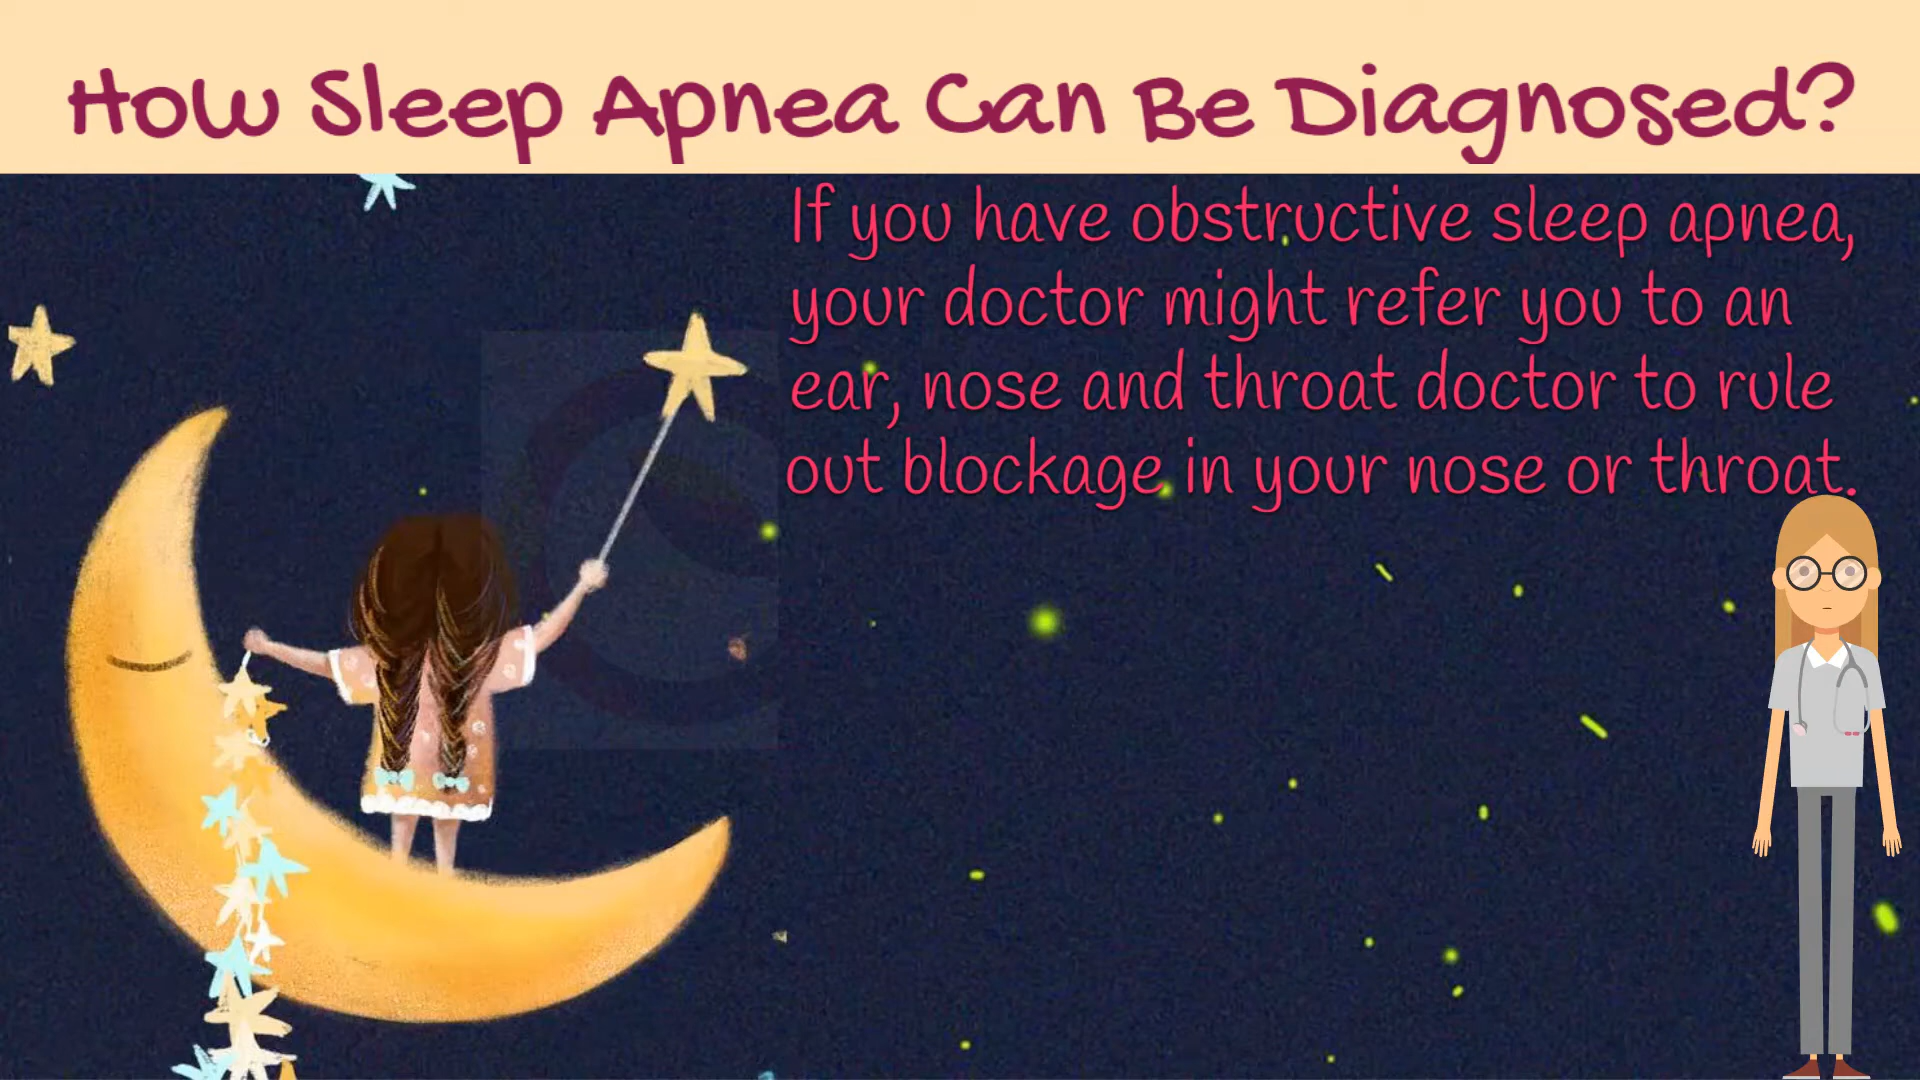 How Sleep Apnea Can Be Diagnosed?
If you have obstructive sleep apnea,
your doctor might refer you to an
ear, nose and throat doctor to rule
out blockage in your nose or throat.